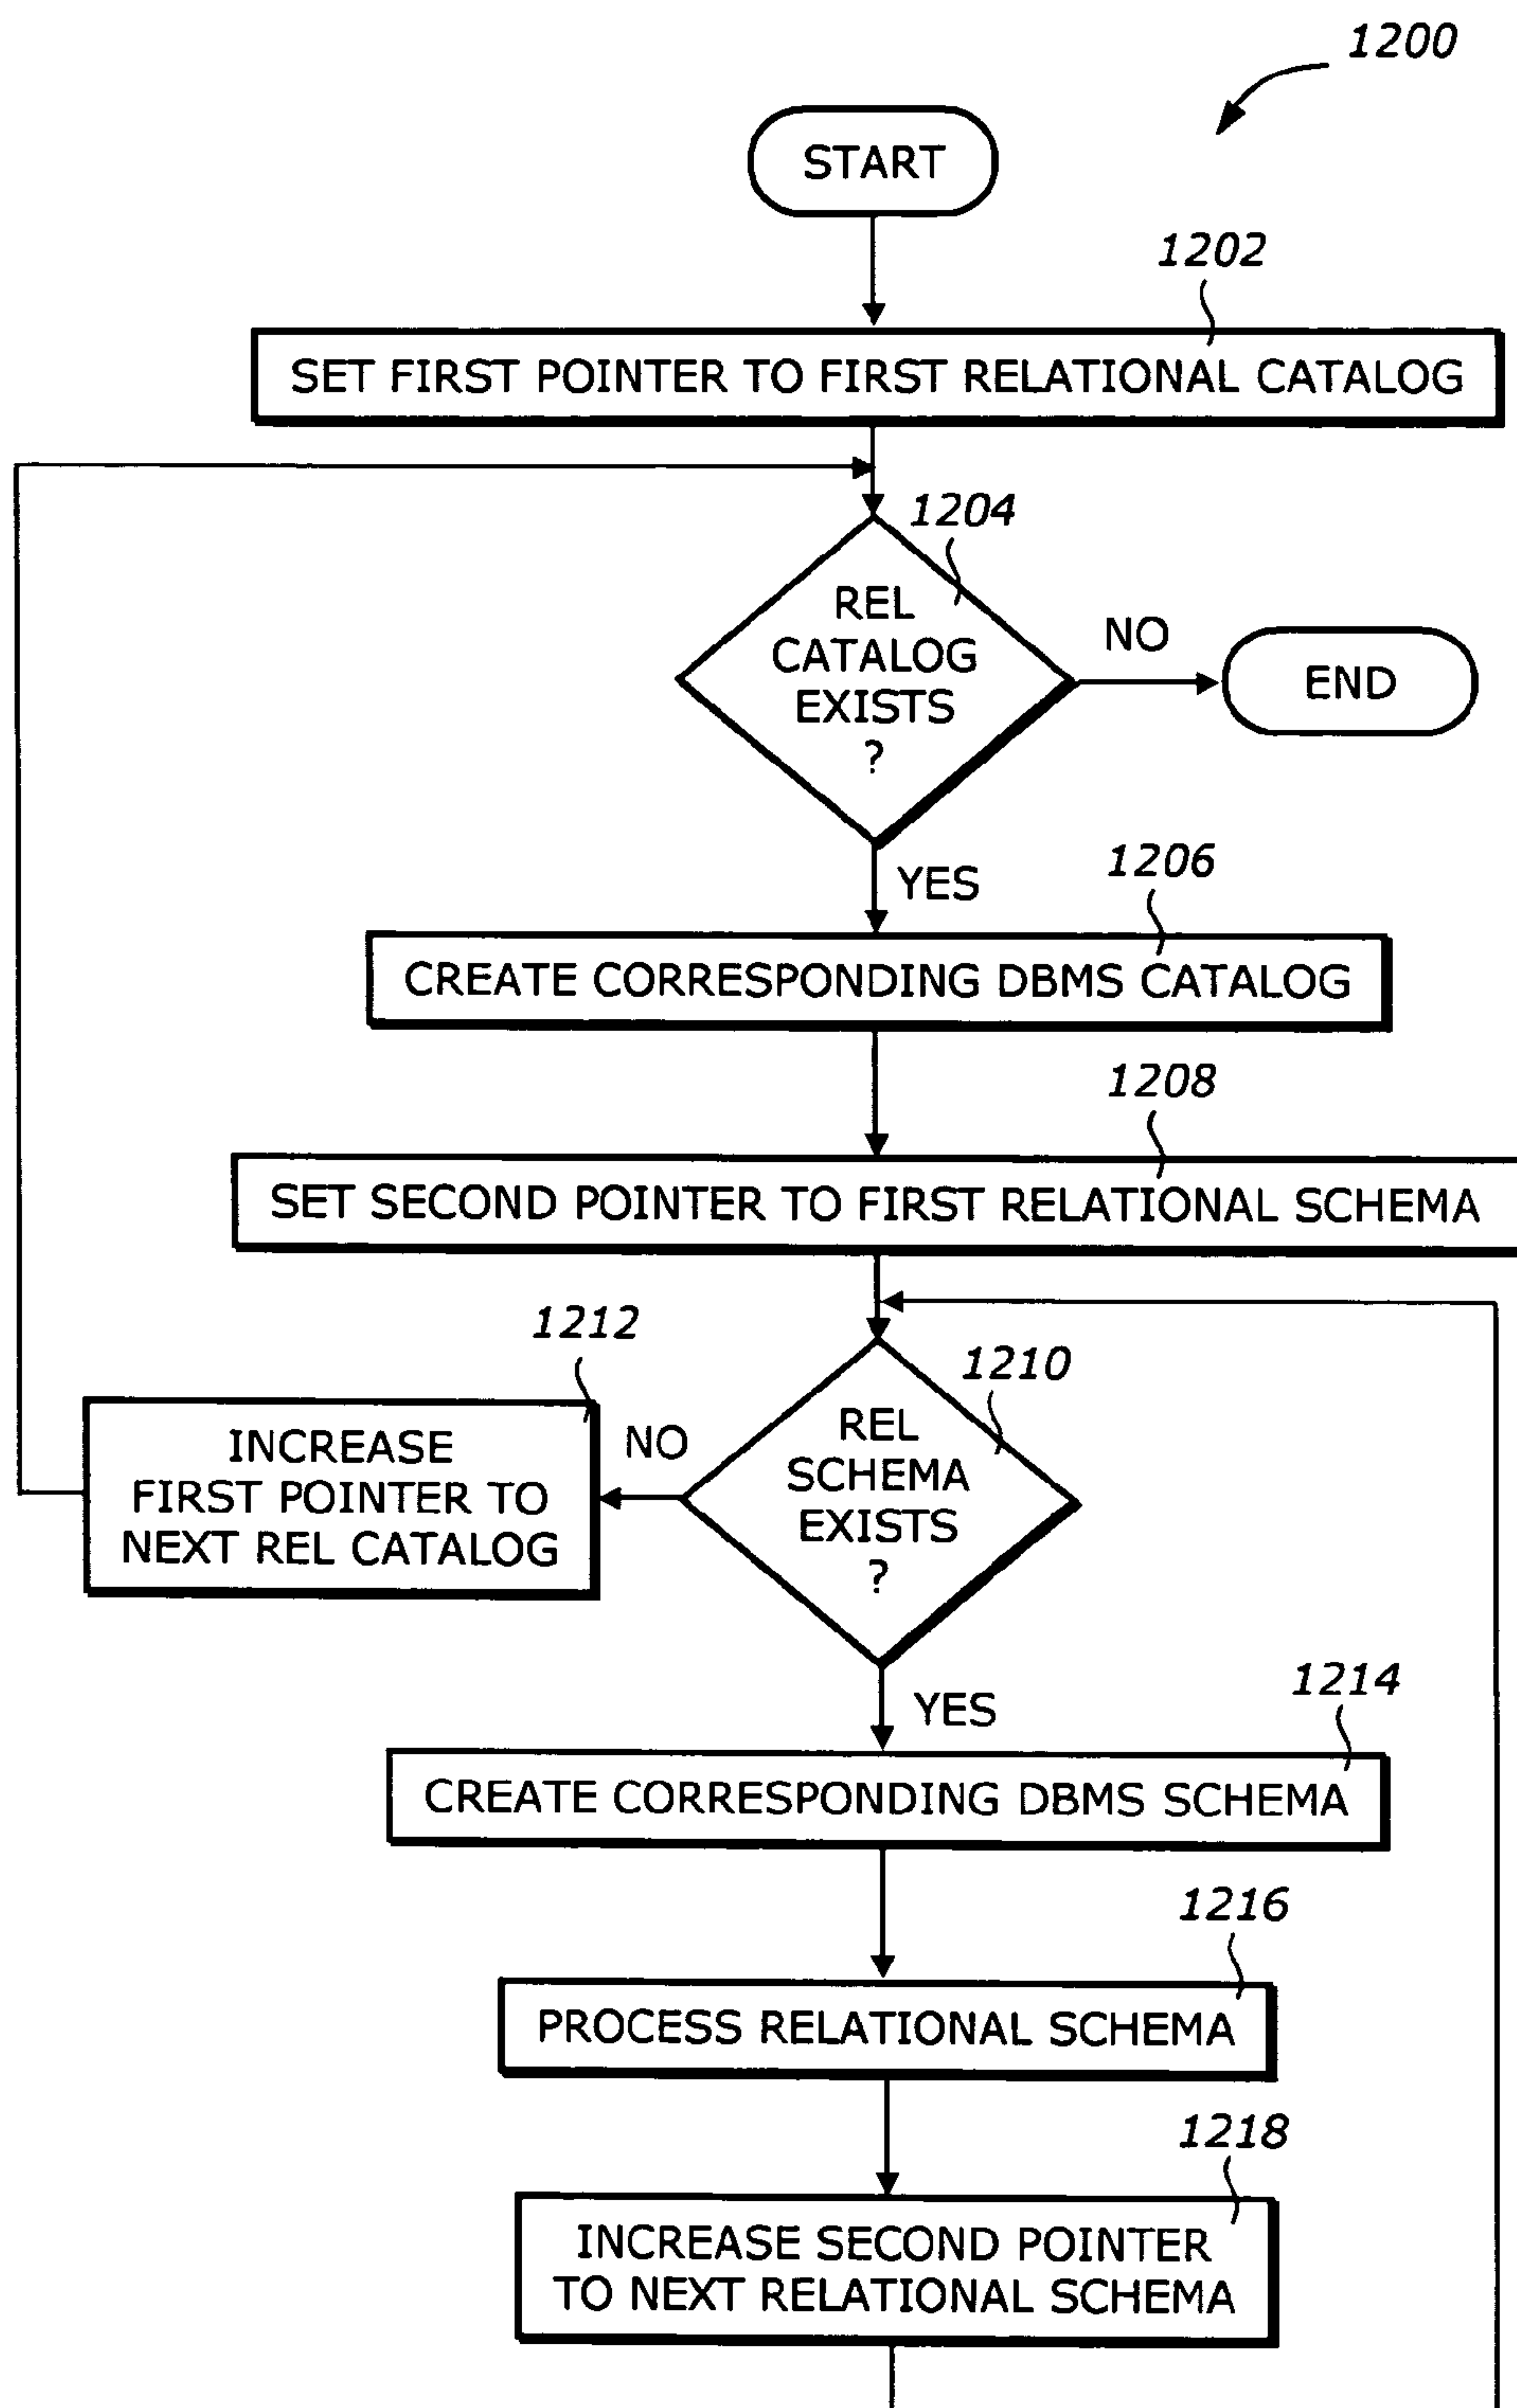 1200
START
1202
SET FIRST POINTER TO FIRST RELATIONAL CATALOG
1204
REL
CATALOG
EXISTS
?
NO
END
YES
1206
CREATE CORRESPONDING DBMS CATALOG
1208
SET SECOND POINTER TO FIRST RELATIONAL SCHEMA
1212
INCREASE
FIRST POINTER TO
NEXT REL CATALOG
NO
1210
REL
SCHEMA
EXISTS
?
YES
1214
CREATE CORRESPONDING DBMS SCHEMA
1216
PROCESS RELATIONAL SCHEMA
1218
INCREASE SECOND POINTER
TO NEXT RELATIONAL SCHEMA